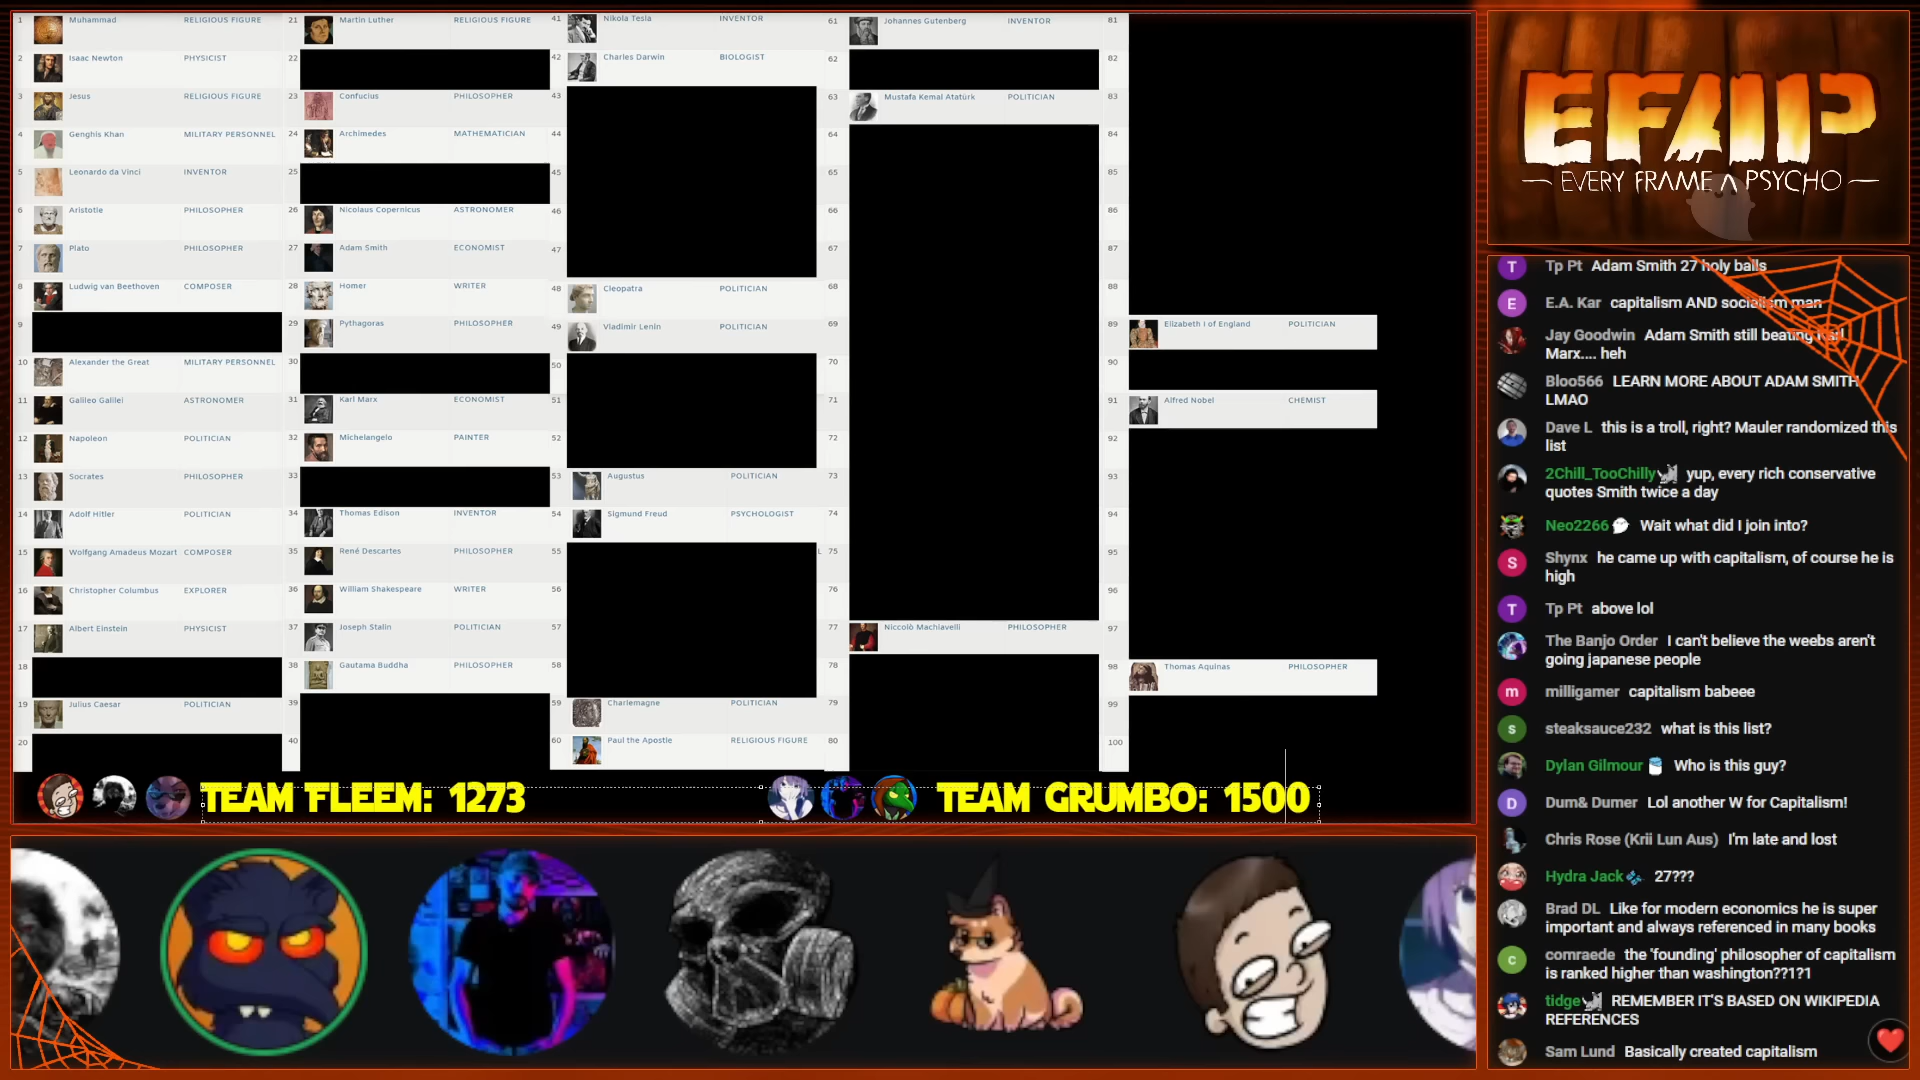 1 Muhammad RELIGIOUS FIGURE
2 Isaac Newton PHYSICIST
3 Jesus RELIGIOUS FIGURE
4 Genghis Khan MILITARY PERSONNEL
5 Leonardo da Vinci INVENTOR
6 Aristotle PHILOSOPHER
7 Plato PHILOSOPHER
8 Ludwig van Beethoven COMPOSER
9
10 Alexander the Great MILITARY PERSONNEL
11 Galileo Galilei ASTRONOMER
12 Napoleon POLITICIAN
13 Socrates PHILOSOPHER
14 Adolf Hitler POLITICIAN
15 Wolfgang Amadeus Mozart COMPOSER
16 Christopher Columbus EXPLORER
17 Albert Einstein PHYSICIST
18
19 Julius Caesar POLITICIAN
20
21 Martin Luther RELIGIOUS FIGURE
22
23 Confucius PHILOSOPHER
24 Archimedes MATHEMATICIAN
25
26 Nicolaus Copernicus ASTRONOMER
27 Adam Smith ECONOMIST
28 Homer WRITER
29 Pythagoras PHILOSOPHER
30
31 Karl Marx ECONOMIST
32 Michelangelo PAINTER
33
34 Thomas Edison INVENTOR
35 René Descartes PHILOSOPHER
36 William Shakespeare WRITER
37 Joseph Stalin POLITICIAN
38 Gautama Buddha PHILOSOPHER
39
40
41 Nikola Tesla INVENTOR
42 Charles Darwin BIOLOGIST
43
44
45
46
47
48 Cleopatra POLITICIAN
49 Vladimir Lenin POLITICIAN
50
51
52
53 Augustus POLITICIAN
54 Sigmund Freud PSYCHOLOGIST
55
56
57
58
59 Charlemagne POLITICIAN
60 Paul the Apostle RELIGIOUS FIGURE
61 Johannes Gutenberg INVENTOR
62
63 Mustafa Kemal Atatürk POLITICIAN
64
65
66
67
68
69
70
71
72
73
74
L 75
76
77 Niccolò Machiavelli PHILOSOPHER
78
79
80
81
82
83
84
85
86
87
88
89 Elizabeth I of England POLITICIAN
90
91 Alfred Nobel CHEMIST
92
93
94
95
96
97
98 Thomas Aquinas PHILOSOPHER
99
100
TEAM FLEEM: 1273
TEAM GRUMBO: 1500
EFAP
EVERY FRAME A PSYCHO
T Tp Pt Adam Smith 27 holy balls
E E.A. Kar capitalism AND socialism man
Jay Goodwin Adam Smith still beating Karl
Marx.... heh
Bloo566 LEARN MORE ABOUT ADAM SMITH
LMAO
Dave L this is a troll, right? Mauler randomized this
list
2Chill_TooChilly yup, every rich conservative
quotes Smith twice a day
Neo2266 Wait what did I join into?
S Shynx he came up with capitalism, of course he is
high
T Tp Pt above lol
The Banjo Order I can't believe the weebs aren't
going japanese people
m milligamer capitalism babeee
s steaksauce232 what is this list?
Dylan Gilmour Who is this guy?
D Dum& Dumer Lol another W for Capitalism!
Chris Rose (Krii Lun Aus) I'm late and lost
Hydra Jack 27???
Brad DL Like for modern economics he is super
important and always referenced in many books
c comraede the 'founding' philosopher of capitalism
is ranked higher than washington??1?1
tidge REMEMBER IT'S BASED ON WIKIPEDIA
REFERENCES
Sam Lund Basically created capitalism